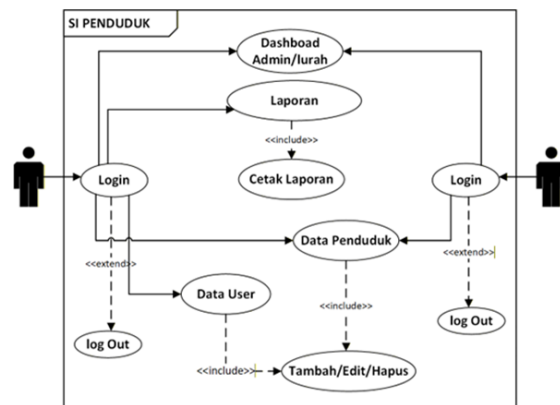 SI PENDUDUK
Dashboad
Admin/lurah
Laporan
<<include>>
Login
Cetak Laporan
Login
Data Penduduk
<<extend>>
<<extend>>
Data User
<<include>>
log Out
log Out
<<include>>
Tambah/Edit/Hapus